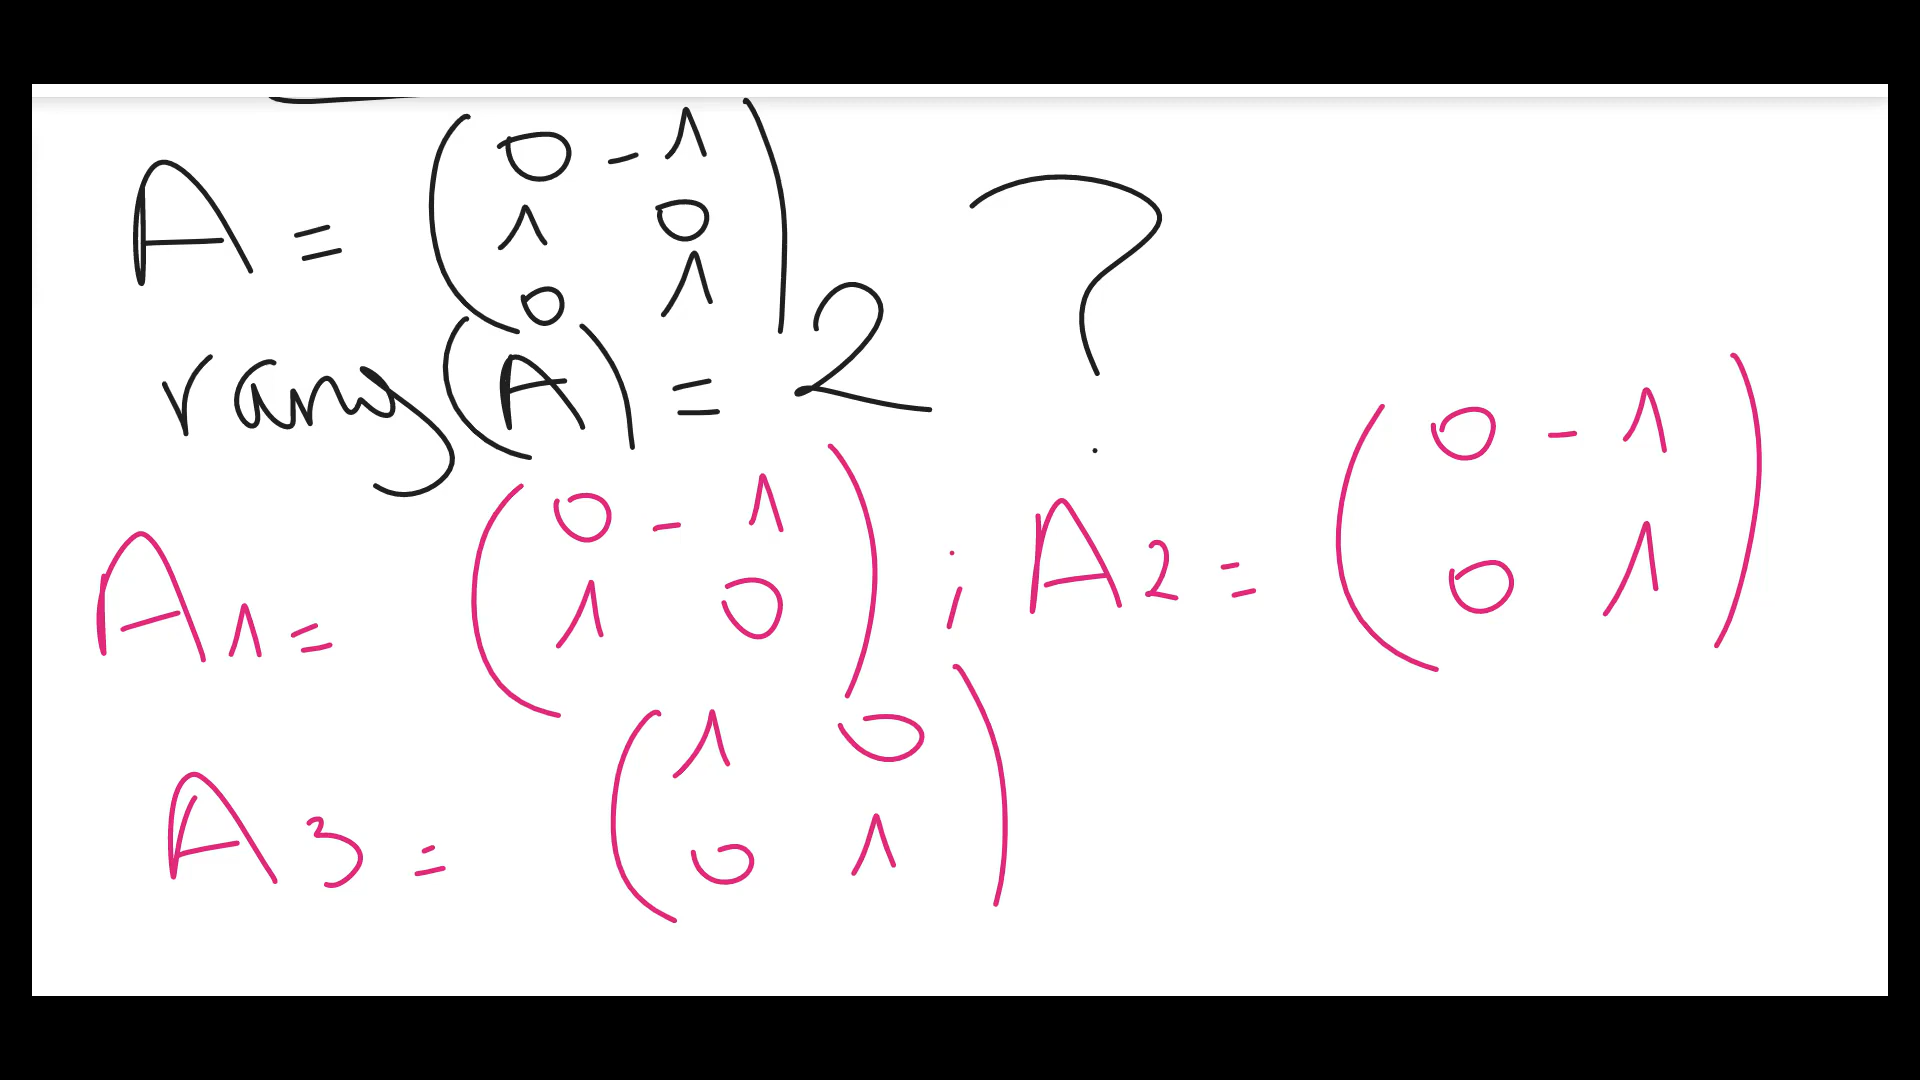 A = ( 0 -1
1 0
0 1 )
rang(A) = 2 ?
A1 = ( 0 -1
1 0 ) ; A2 = ( 0 -1
0 1 )
A3 = ( 1 0
0 1 )